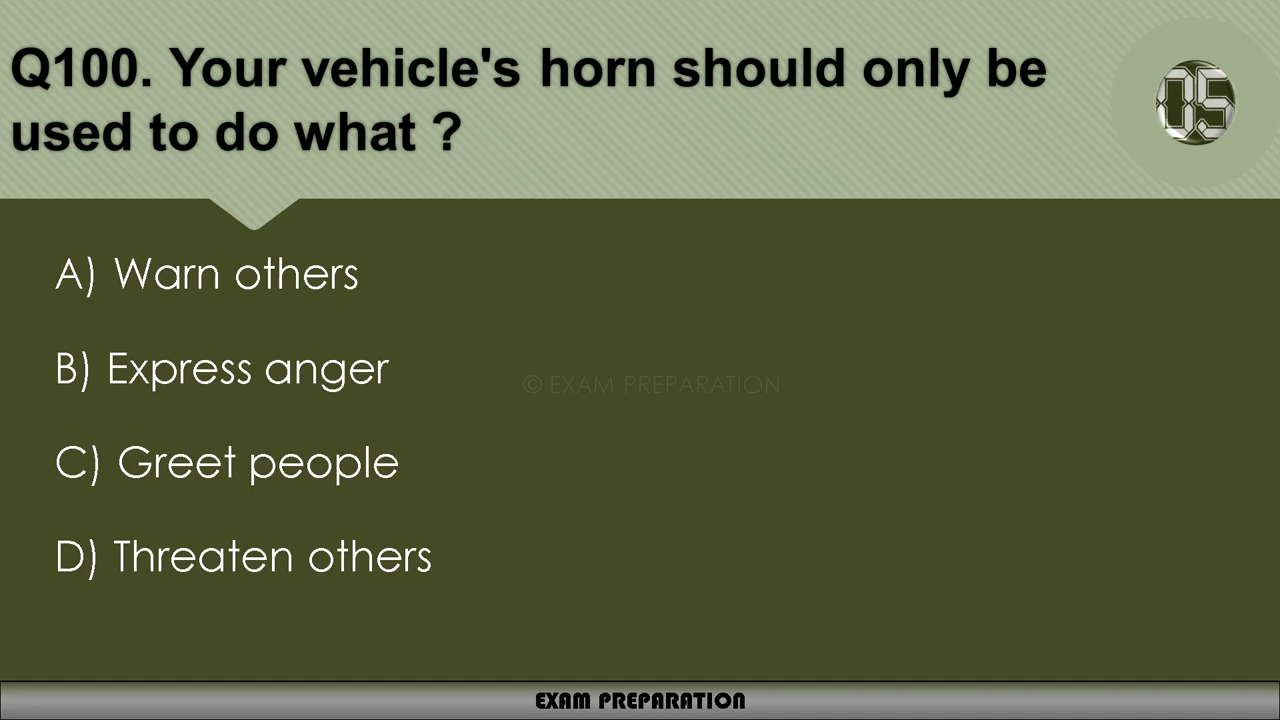 Q100. Your vehicle's horn should only be
used to do what ?
05
A) Warn others
B) Express anger
© EXAM PREPARATION
C) Greet people
D) Threaten others
EXAM PREPARATION